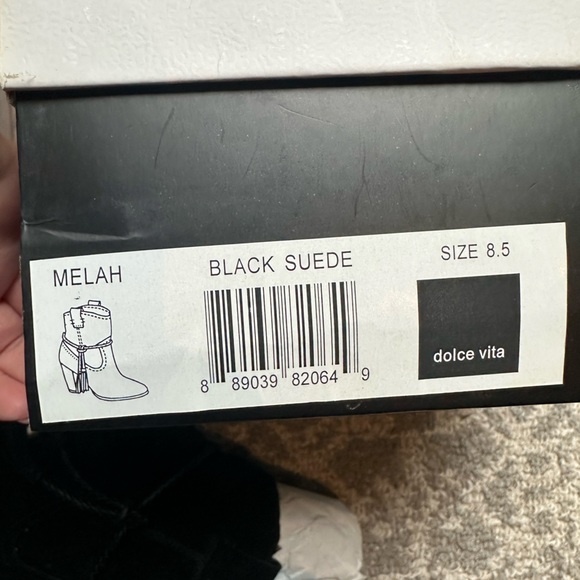 MELAH
BLACK SUEDE
SIZE 8.5
8 89039 82064 9
dolce vita